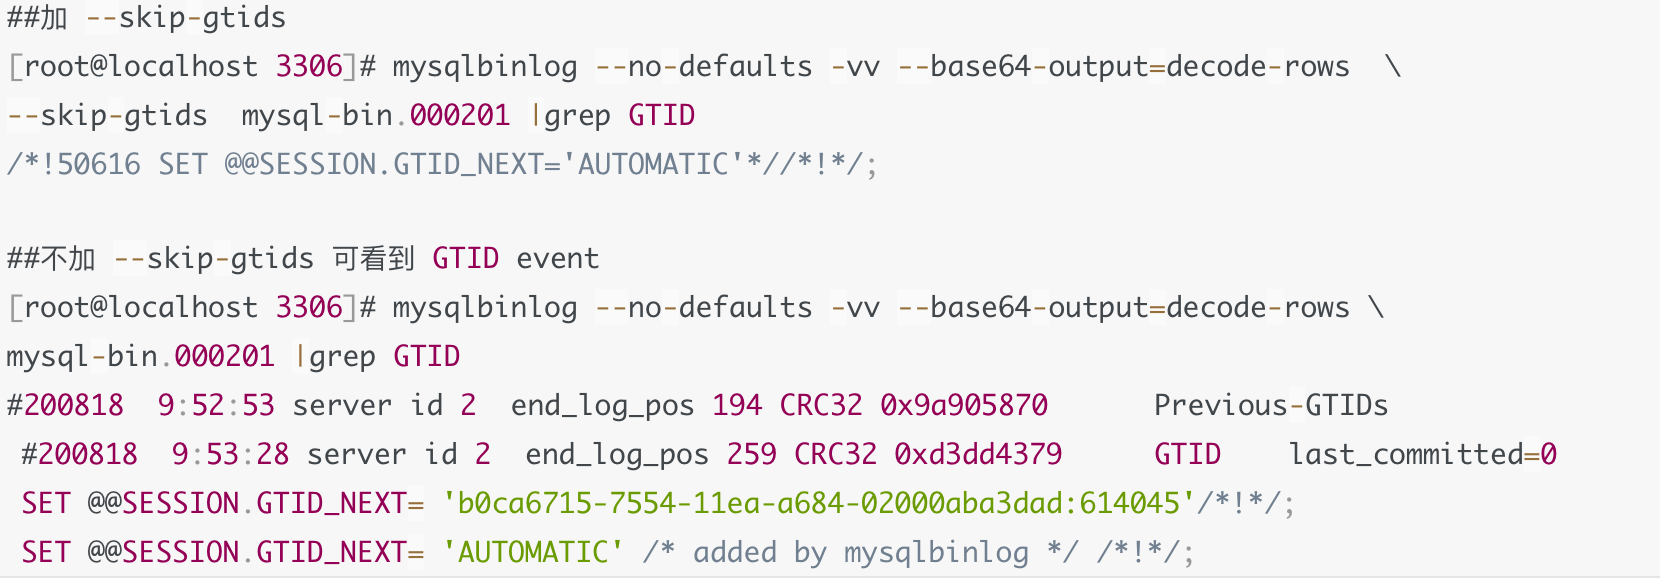 ##加 --skip-gtids
[root@localhost 3306]# mysqlbinlog --no-defaults -vv --base64-output=decode-rows  \
--skip-gtids  mysql-bin.000201 |grep GTID
/*!50616 SET @@SESSION.GTID_NEXT='AUTOMATIC'*//*!*/;

##不加 --skip-gtids 可看到 GTID event
[root@localhost 3306]# mysqlbinlog --no-defaults -vv --base64-output=decode-rows \
mysql-bin.000201 |grep GTID
#200818  9:52:53 server id 2  end_log_pos 194 CRC32 0x9a905870      Previous-GTIDs
 #200818  9:53:28 server id 2  end_log_pos 259 CRC32 0xd3dd4379      GTID    last_committed=0
 SET @@SESSION.GTID_NEXT= 'b0ca6715-7554-11ea-a684-02000aba3dad:614045'/*!*/;
 SET @@SESSION.GTID_NEXT= 'AUTOMATIC' /* added by mysqlbinlog */ /*!*/;